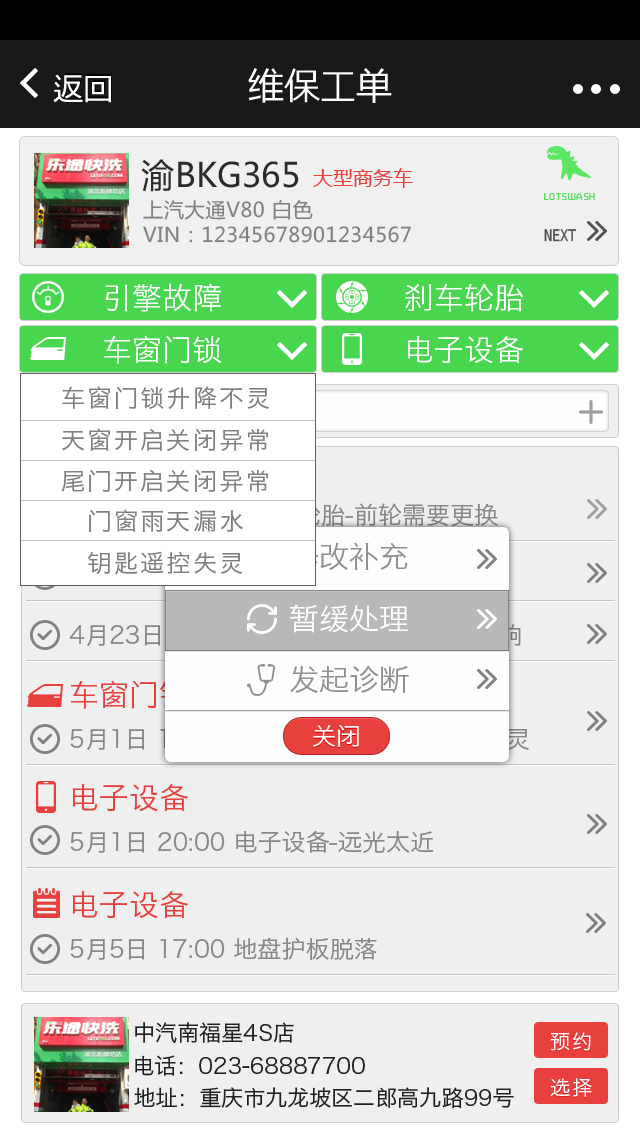 返回
维保工单
乐通快洗
渝BKG365 大型商务车
上汽大通V80 白色
VIN：12345678901234567
LOTSWASH
NEXT
引擎故障
刹车轮胎
车窗门锁
电子设备
车窗门锁升降不灵
天窗开启关闭异常
尾门开启关闭异常
门窗雨天漏水
钥匙遥控失灵
胎-前轮需要更换
改补充
暂缓处理
4月23日
响
发起诊断
车窗门
5月1日
灵
关闭
电子设备
5月1日 20:00 电子设备-远光太近
电子设备
5月5日 17:00 地盘护板脱落
乐通快洗
中汽南福星4S店
电话：023-68887700
地址：重庆市九龙坡区二郎高九路99号
预约
选择